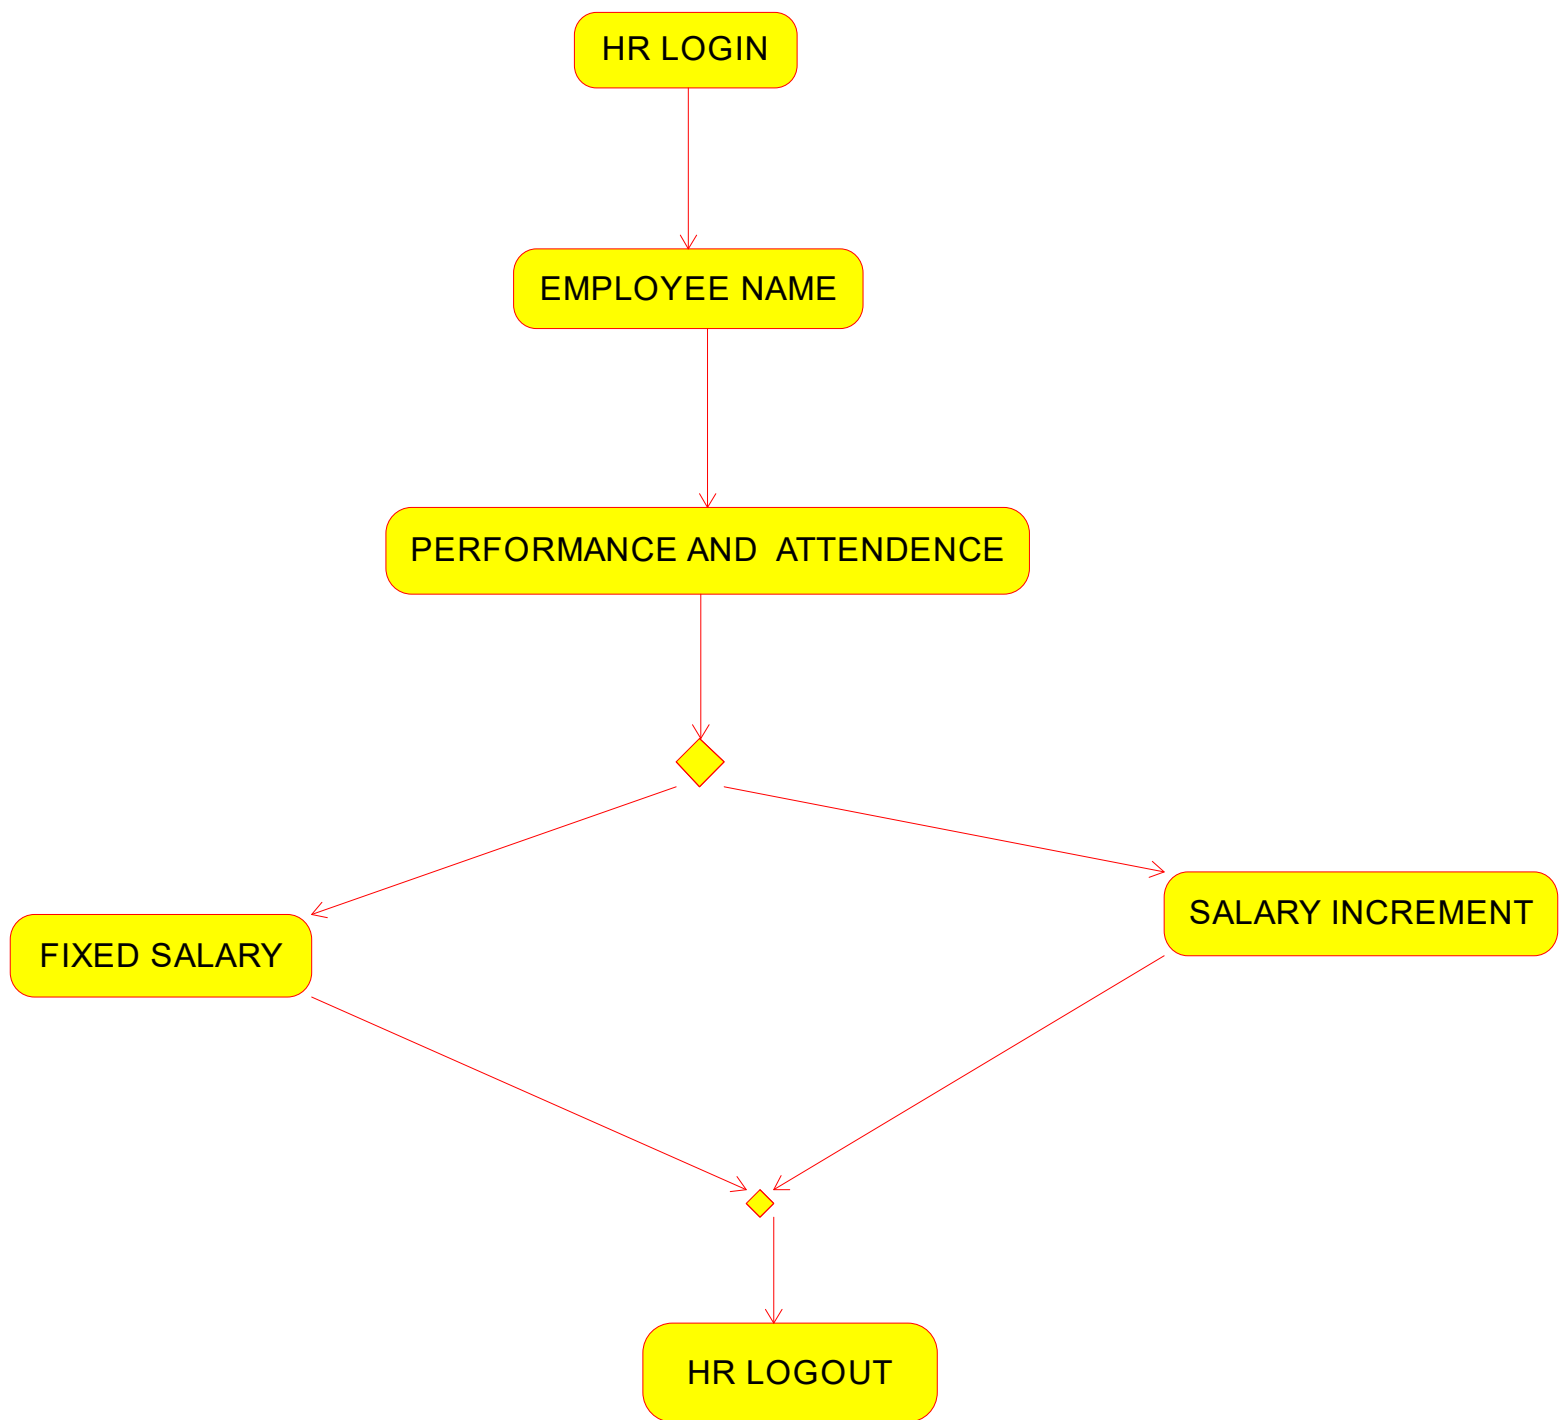 HR LOGIN
EMPLOYEE NAME
PERFORMANCE AND  ATTENDENCE
SALARY INCREMENT
FIXED SALARY
HR LOGOUT